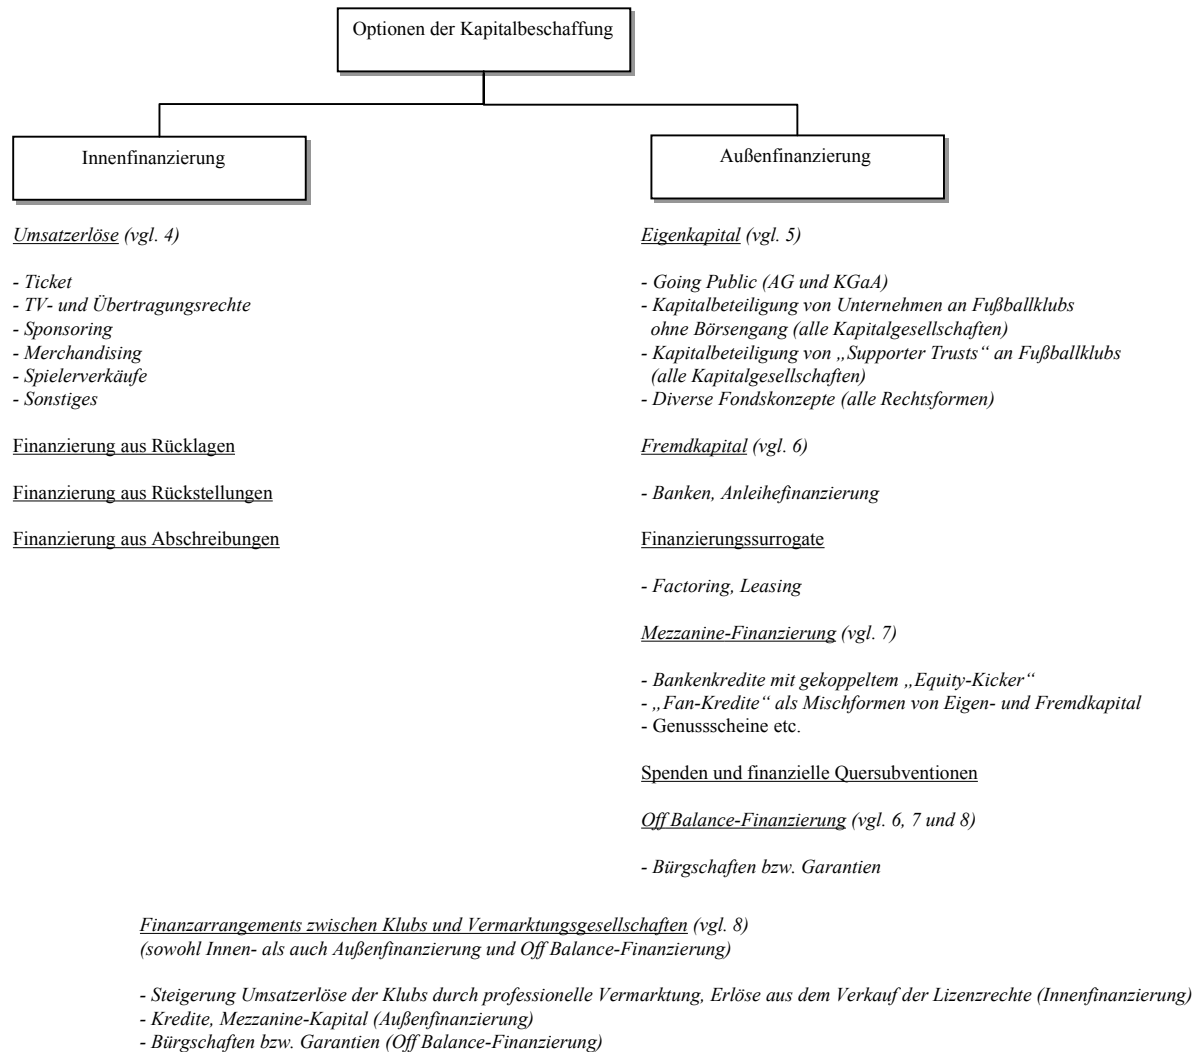 Optionen der Kapitalbeschaffung
Innenfinanzierung
Außenfinanzierung
Umsatzerlöse (vgl. 4)
- Ticket
- TV- und Übertragungsrechte
- Sponsoring
- Merchandising
- Spielerverkäufe
- Sonstiges
Finanzierung aus Rücklagen
Finanzierung aus Rückstellungen
Finanzierung aus Abschreibungen
Eigenkapital (vgl. 5)
- Going Public (AG und KGaA)
- Kapitalbeteiligung von Unternehmen an Fußballklubs
ohne Börsengang (alle Kapitalgesellschaften)
- Kapitalbeteiligung von „Supporter Trusts“ an Fußballklubs
(alle Kapitalgesellschaften)
- Diverse Fondskonzepte (alle Rechtsformen)
Fremdkapital (vgl. 6)
- Banken, Anleihefinanzierung
Finanzierungssurrogate
- Factoring, Leasing
Mezzanine-Finanzierung (vgl. 7)
- Bankenkredite mit gekoppeltem „Equity-Kicker“
- „Fan-Kredite“ als Mischformen von Eigen- und Fremdkapital
- Genussscheine etc.
Spenden und finanzielle Quersubventionen
Off Balance-Finanzierung (vgl. 6, 7 und 8)
- Bürgschaften bzw. Garantien
Finanzarrangements zwischen Klubs und Vermarktungsgesellschaften (vgl. 8)
(sowohl Innen- als auch Außenfinanzierung und Off Balance-Finanzierung)
- Steigerung Umsatzerlöse der Klubs durch professionelle Vermarktung, Erlöse aus dem Verkauf der Lizenzrechte (Innenfinanzierung)
- Kredite, Mezzanine-Kapital (Außenfinanzierung)
- Bürgschaften bzw. Garantien (Off Balance-Finanzierung)